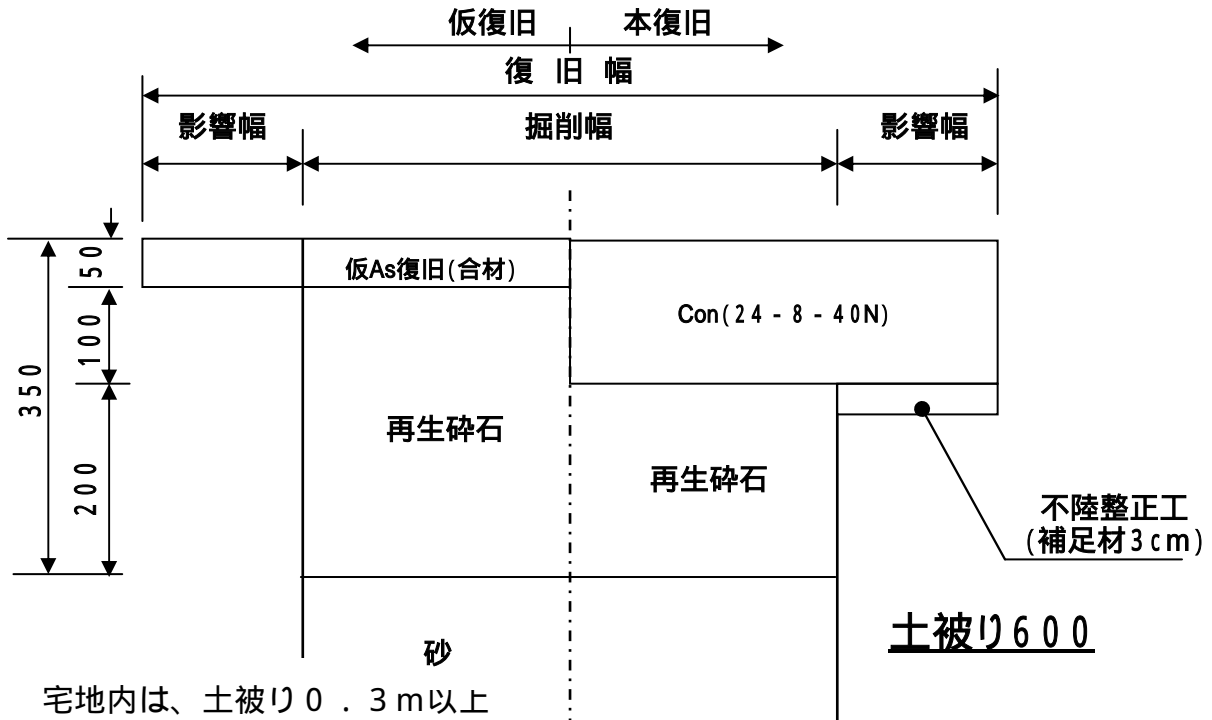 仮復旧 本復旧
復 旧 幅
影響幅 掘削幅 影響幅
50
仮As復旧(合材)
100
Con(24-8-40N)
350
再生砕石
200
再生砕石
不陸整正工
(補足材3cm)
土被り600
砂
宅地内は、土被り0.3m以上